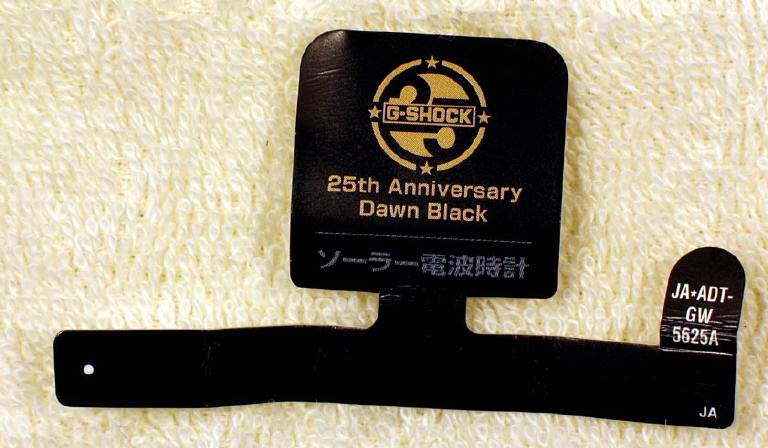 G-SHOCK
25th Anniversary
Dawn Black
ソーラー電波時計
JA★ADT-
GW
5625A
JA